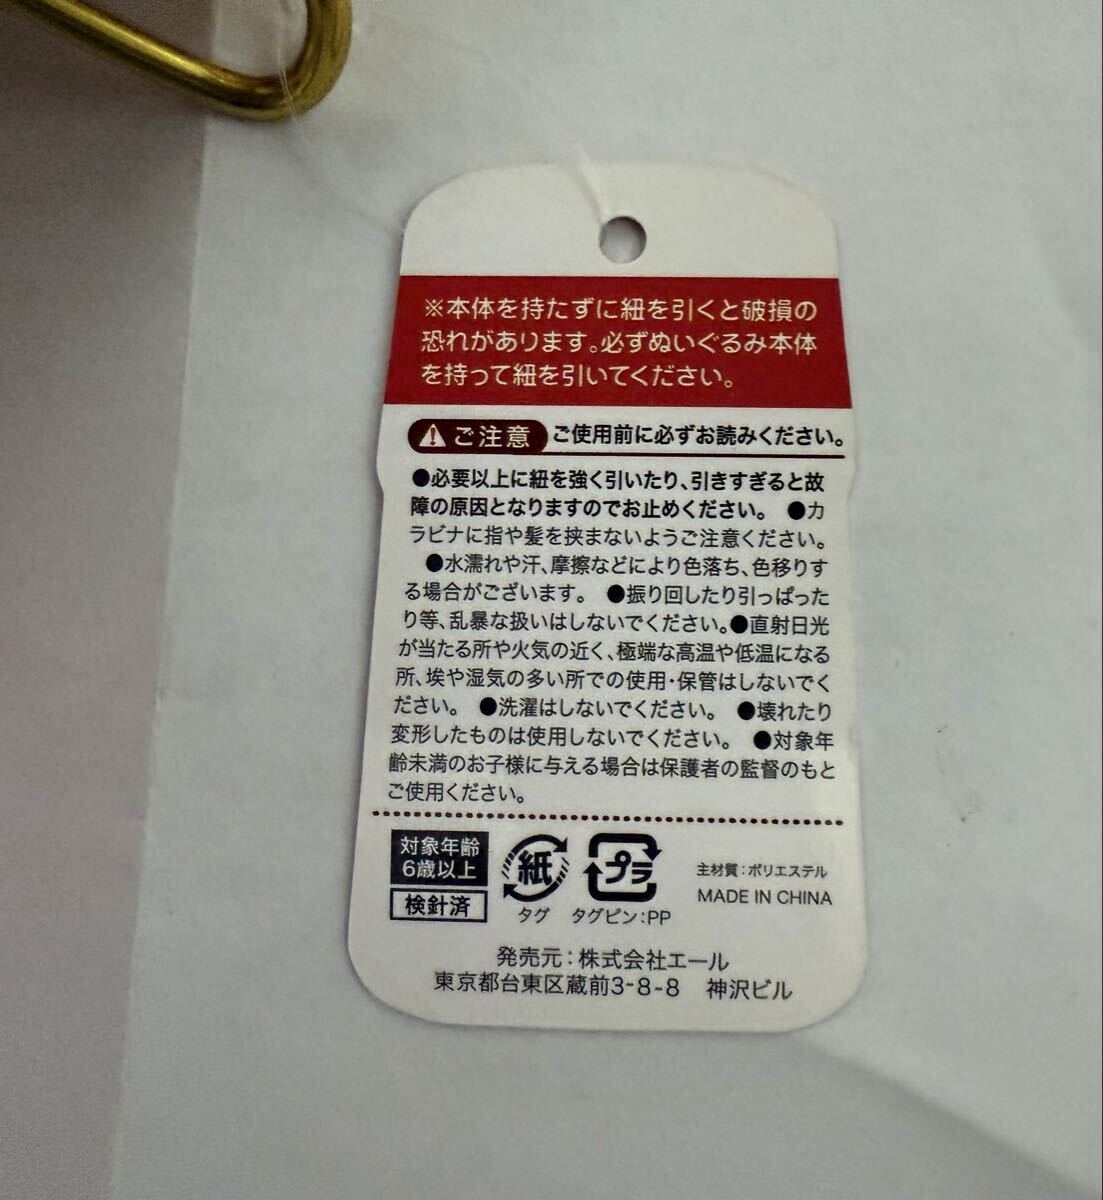 ※本体を持たずに紐を引くと破損の
恐れがあります。必ずぬいぐるみ本体
を持って紐を引いてください。
ご注意 ご使用前に必ずお読みください。
●必要以上に紐を強く引いたり、引きすぎると故
障の原因となりますのでお止めください。 ●カ
ラビナに指や髪を挟まないようご注意ください。
●水濡れや汗、摩擦などにより色落ち、色移りす
る場合がございます。 ●振り回したり引っぱった
り等、乱暴な扱いはしないでください。●直射日光
が当たる所や火気の近く、極端な高温や低温になる
所、埃や湿気の多い所での使用・保管はしないでく
ださい。 ●洗濯はしないでください。 ●壊れたり
変形したものは使用しないでください。 ●対象年
齢未満のお子様に与える場合は保護者の監督のもと
ご使用ください。
対象年齢
6歳以上
検針済
紙
タグ
プラ
タグピン:PP
主材質:ポリエステル
MADE IN CHINA
発売元:株式会社エール
東京都台東区蔵前3-8-8 神沢ビル